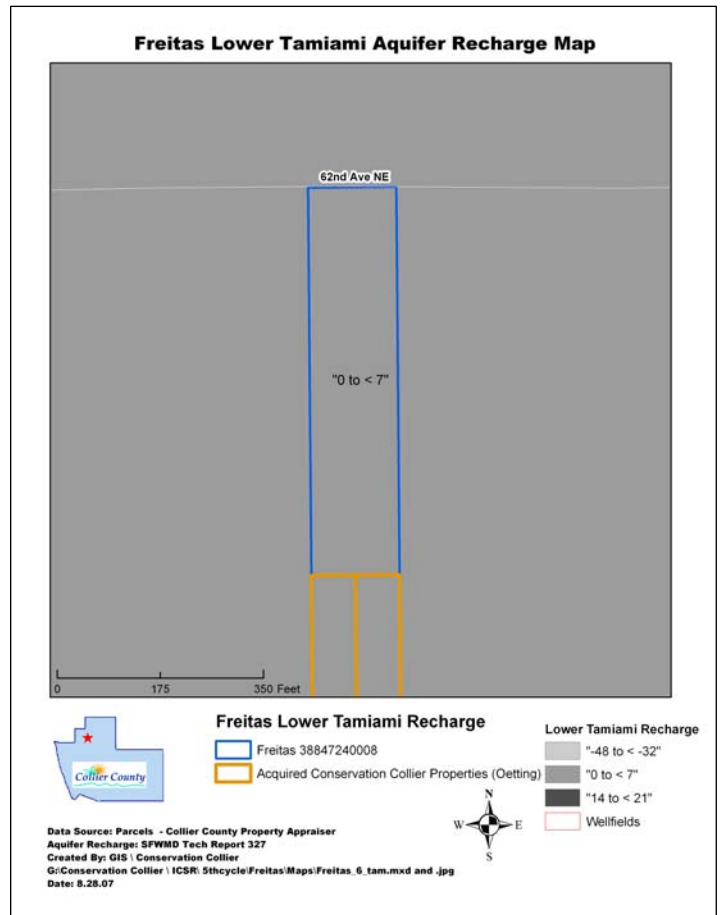 Freitas Lower Tamiami Aquifer Recharge Map
62nd Ave NE
"0 to < 7"
0 175 350 Feet
Freitas Lower Tamiami Recharge
Freitas 38847240008
Acquired Conservation Collier Properties (Oetting)
Lower Tamiami Recharge
"-48 to < -32"
"0 to < 7"
"14 to < 21"
Wellfields
Collier County
N
W E
S
Data Source: Parcels - Collier County Property Appraiser
Aquifer Recharge: SFWMD Tech Report 327
Created By: GIS \ Conservation Collier
G:\Conservation Collier \ ICSR\ 5thcycle\Freitas\Maps\Freitas_6_tam.mxd and .jpg
Date: 8.28.07